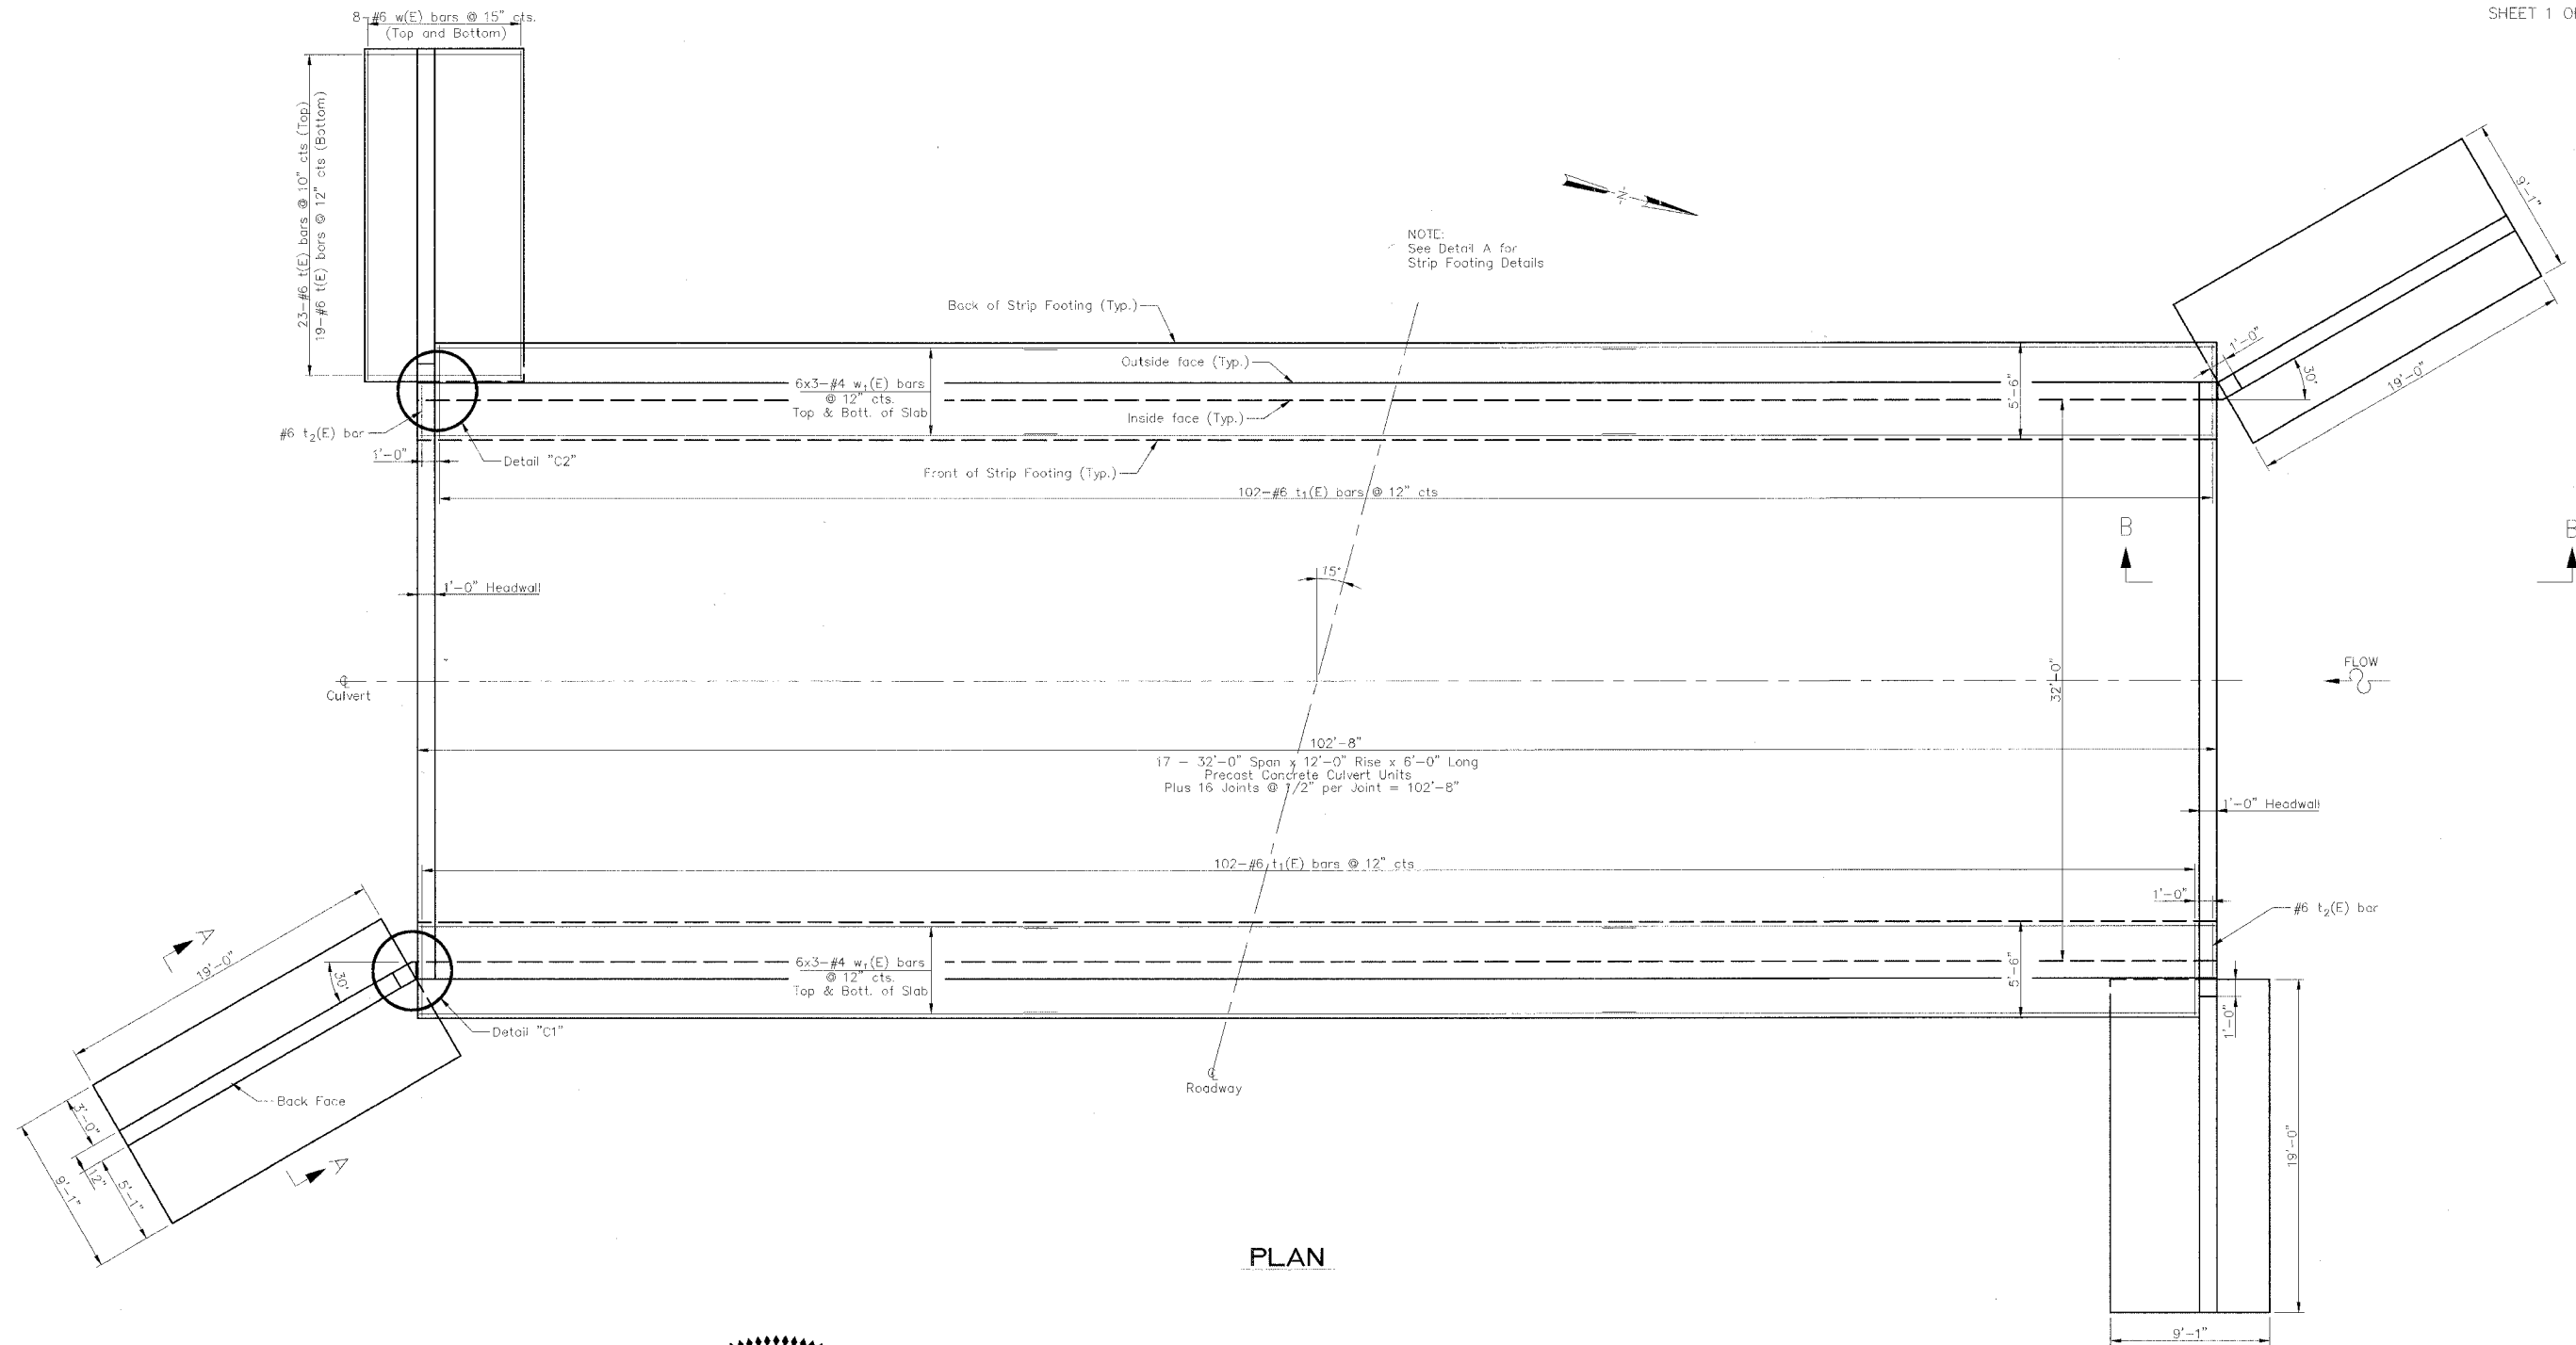 SHEET 1
8-#6 w(E) bars @ 15" cts.
(Top and Bottom)
23-#6 t(E) bars @ 10" cts (Top)
19-#6 t(E) bars @ 12" cts (Bottom)
9'-1"
-N-
NOTE:
See Detail A for
Strip Footing Details
Back of Strip Footing (Typ.)
Outside face (Typ.)
1'-0"
30°
19'-0"
6x3-#4 w₁(E) bars
@ 12" cts.
Top & Bott. of Slab
5'-6"
Inside face (Typ.)
#6 t₂(E) bar
1'-0"
Detail "C2"
Front of Strip Footing (Typ.)
102-#6 t₁(E) bars @ 12" cts
B
B
15°
1'-0" Headwall
FLOW
32'-0"
℄
Culvert
102'-8"
17 - 32'-0" Span x 12'-0" Rise x 6'-0" Long
Precast Concrete Culvert Units
Plus 16 Joints @ 1/2" per Joint = 102'-8"
1'-0" Headwall
102-#6 t₁(E) bars @ 12" cts
1'-0"
#6 t₂(E) bar
A
19'-0"
30°
6x3-#4 w₁(E) bars
@ 12" cts.
Top & Bott. of Slab
5'-6"
1'-0"
Detail "C1"
℄
Roadway
Back Face
3'-0"
12"
5'-1"
9'-1"
A
19'-0"
PLAN
9'-1"